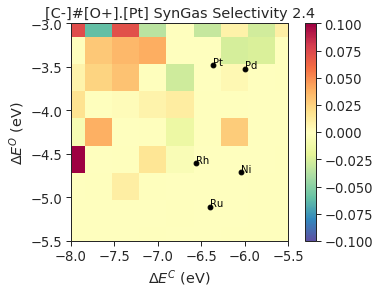 [C-]#[O+].[Pt] SynGas Selectivity 2.4
−3.0
−3.5
−4.0
−4.5
−5.0
−5.5
ΔE^O (eV)
−8.0 −7.5 −7.0 −6.5 −6.0 −5.5
ΔE^C (eV)
Pt
Pd
Rh
Ni
Ru
0.100
0.075
0.050
0.025
0.000
−0.025
−0.050
−0.075
−0.100